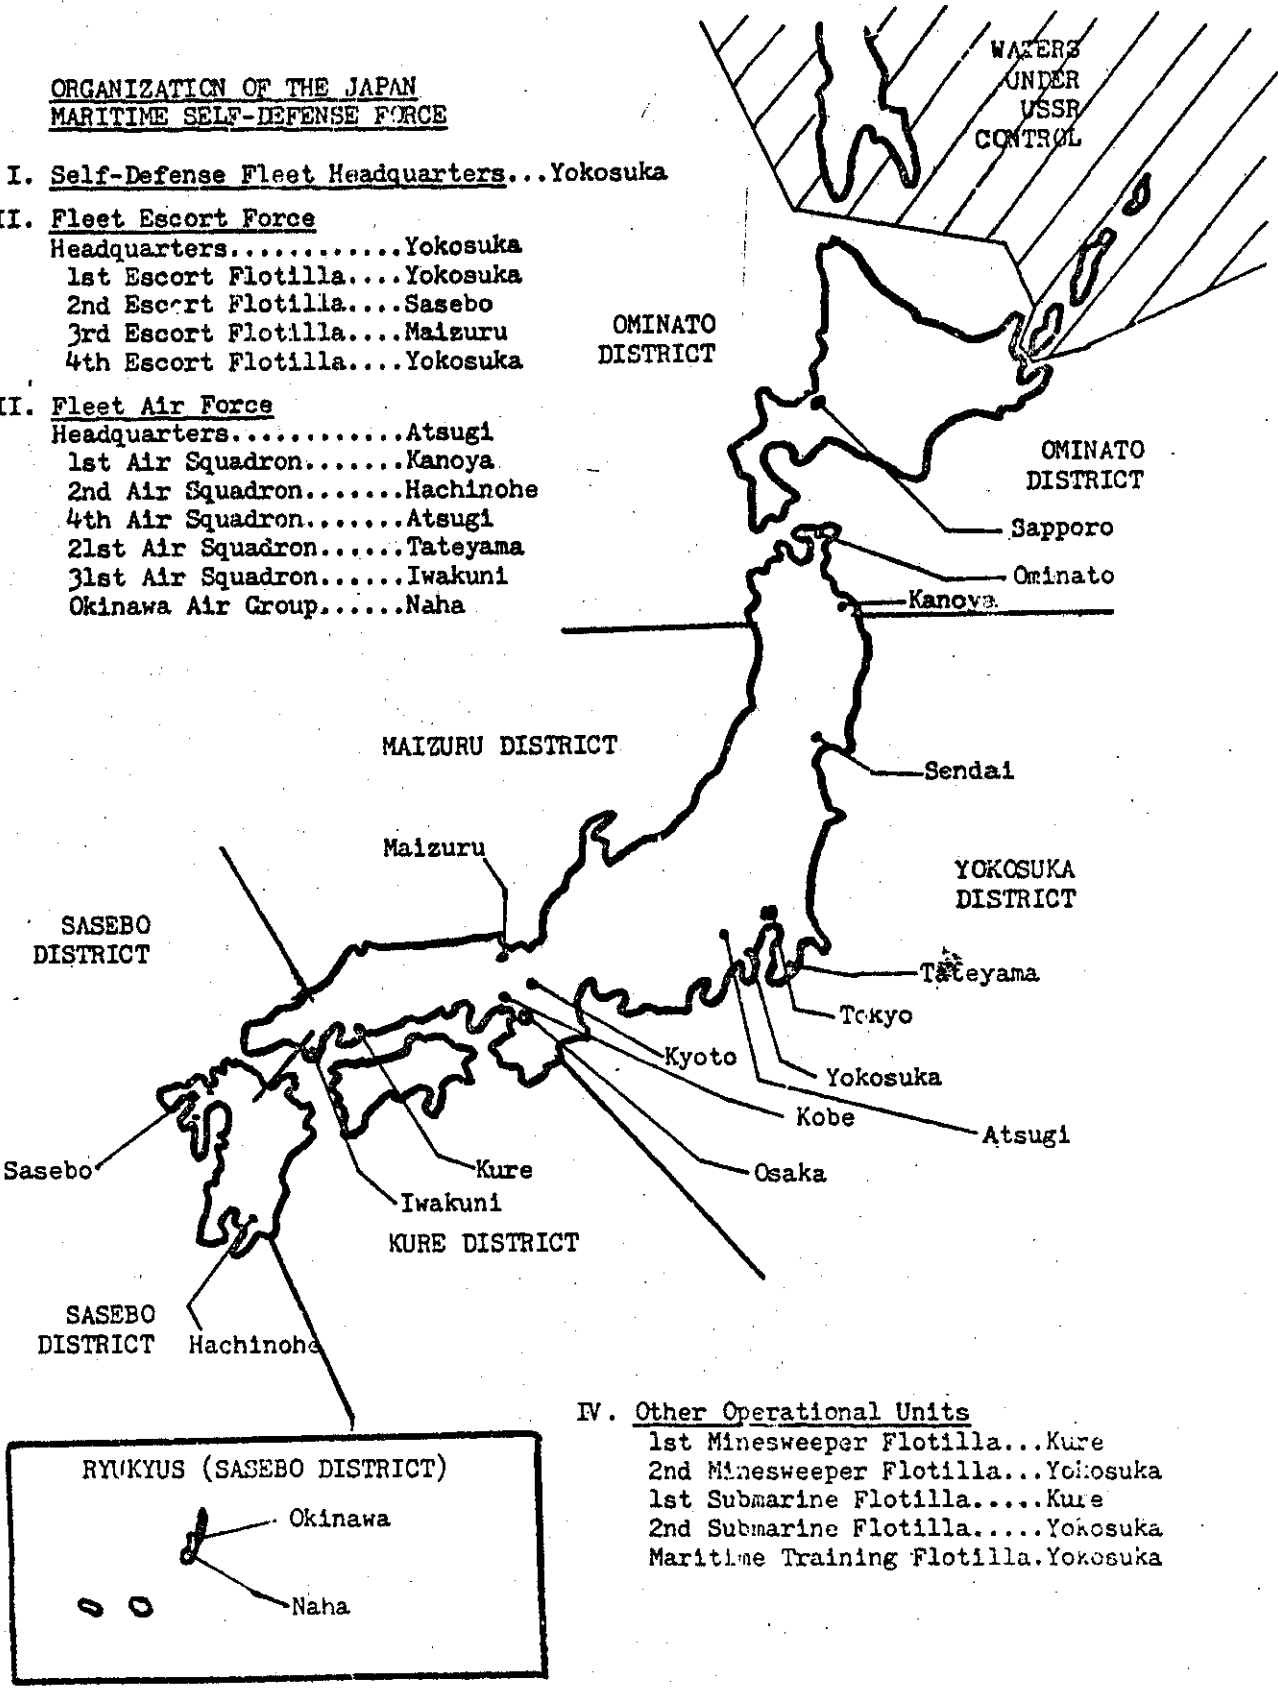 ORGANIZATION OF THE JAPAN
MARITIME SELF-DEFENSE FORCE
I. Self-Defense Fleet Headquarters...Yokosuka
II. Fleet Escort Force
Headquarters............Yokosuka
1st Escort Flotilla....Yokosuka
2nd Escort Flotilla....Sasebo
3rd Escort Flotilla....Maizuru
4th Escort Flotilla....Yokosuka
II. Fleet Air Force
Headquarters............Atsugi
1st Air Squadron.......Kanoya
2nd Air Squadron.......Hachinohe
4th Air Squadron.......Atsugi
21st Air Squadron......Tateyama
31st Air Squadron......Iwakuni
Okinawa Air Group......Naha
WATERS
UNDER
USSR
CONTROL
OMINATO
DISTRICT
OMINATO
DISTRICT
Sapporo
Ominato
Kanoya
MAIZURU DISTRICT
Sendai
Maizuru
YOKOSUKA
DISTRICT
SASEBO
DISTRICT
Tateyama
Tokyo
Kyoto
Yokosuka
Kobe
Atsugi
Sasebo
Kure
Osaka
Iwakuni
KURE DISTRICT
SASEBO
DISTRICT
Hachinohe
RYUKYUS (SASEBO DISTRICT)
Okinawa
Naha
IV. Other Operational Units
1st Minesweeper Flotilla...Kure
2nd Minesweeper Flotilla...Yokosuka
1st Submarine Flotilla.....Kure
2nd Submarine Flotilla.....Yokosuka
Maritime Training Flotilla.Yokosuka